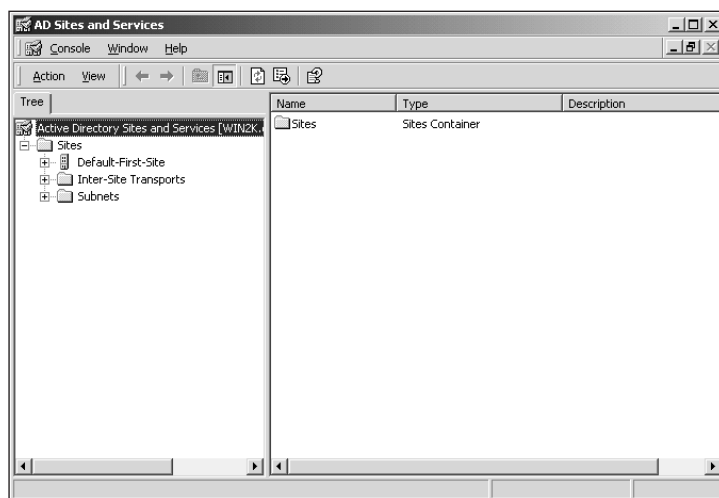 AD Sites and Services
Console Window Help
Action View
Tree
Name Type Description
Active Directory Sites and Services [WIN2K.
Sites Sites Container
Sites
Default-First-Site
Inter-Site Transports
Subnets